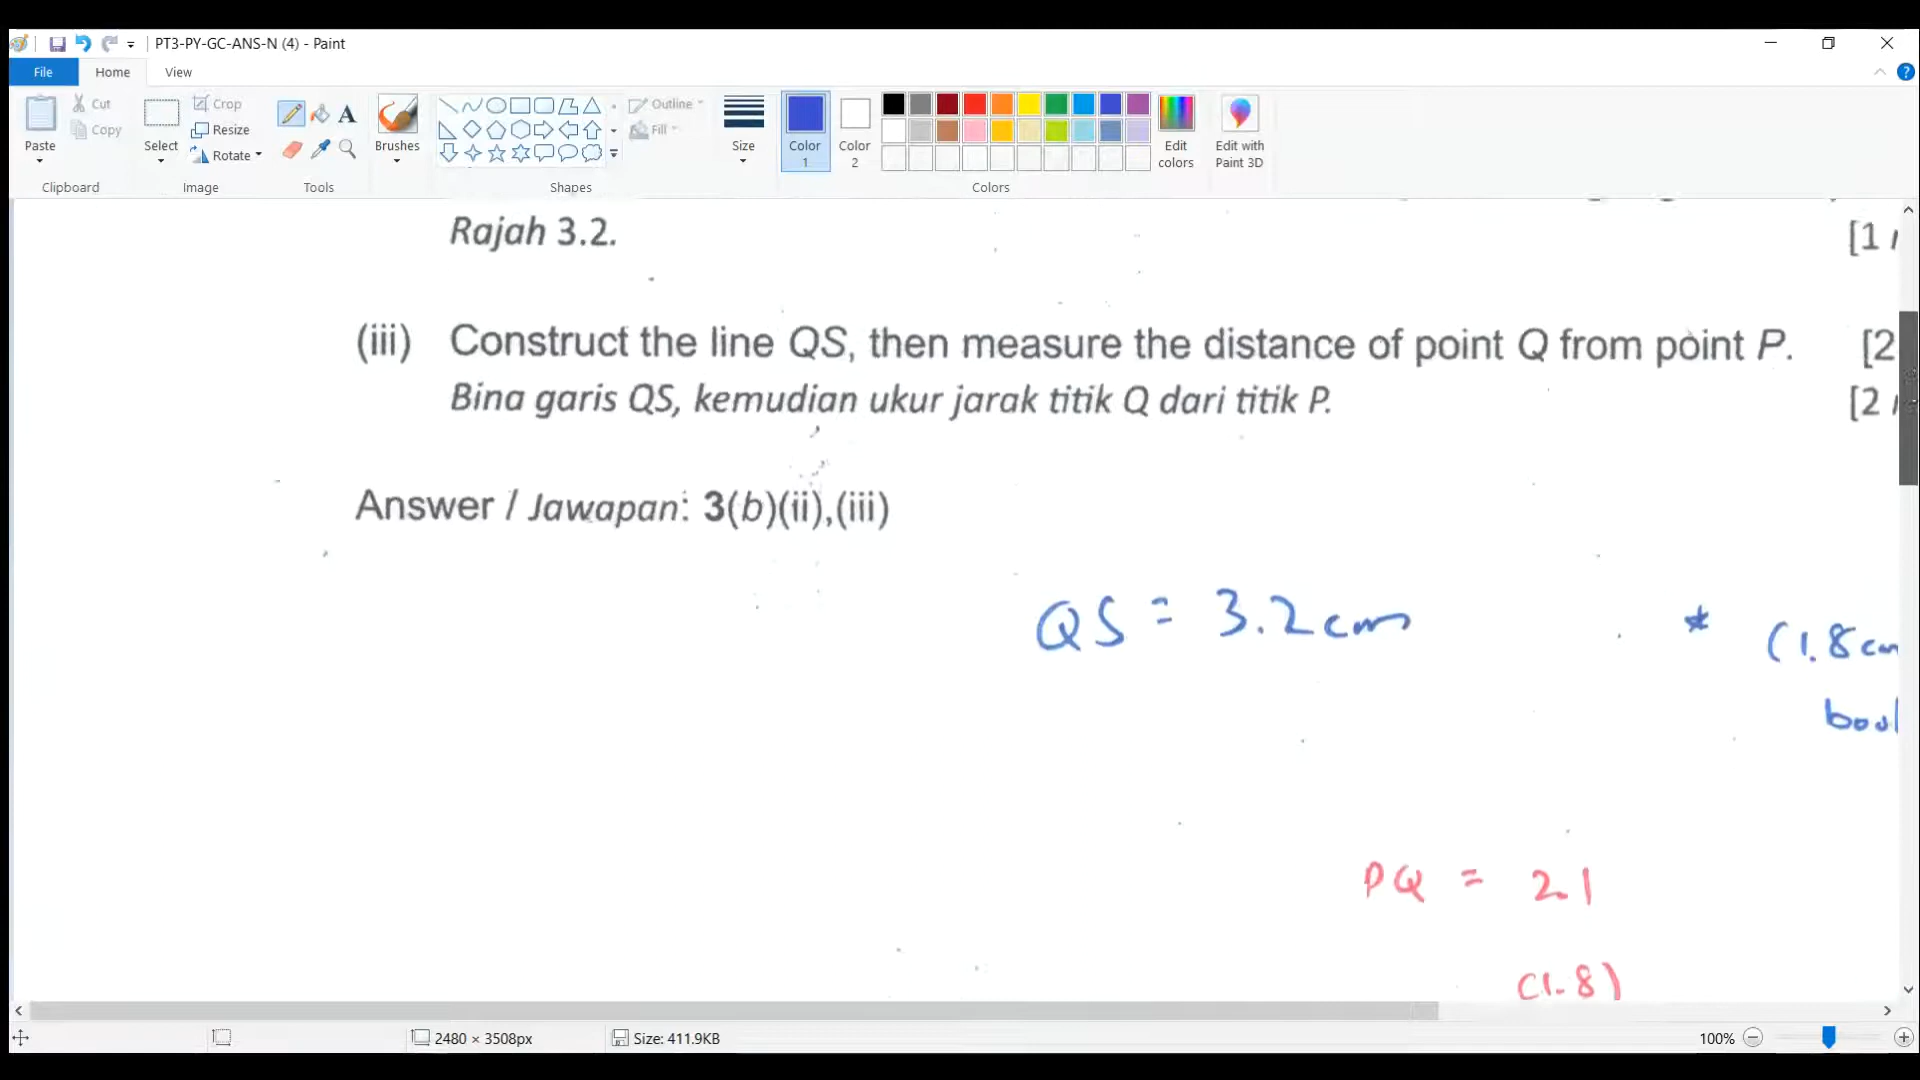 PT3-PY-GC-ANS-N (4) - Paint
File Home View
Paste
Cut
Copy
Clipboard
Select
Crop
Resize
Rotate
Image
A
Tools
Brushes
Shapes
Outline
Fill
Size
Color 1
Color 2
Colors
Edit colors
Edit with Paint 3D
Rajah 3.2.
[1
(iii) Construct the line QS, then measure the distance of point Q from point P. [2
Bina garis QS, kemudian ukur jarak titik Q dari titik P. [2
Answer / Jawapan: 3(b)(ii),(iii)
QS = 3.2cm * (1.8cm
PQ = 2.1
(1.8)
2480 × 3508px
Size: 411.9KB
100%